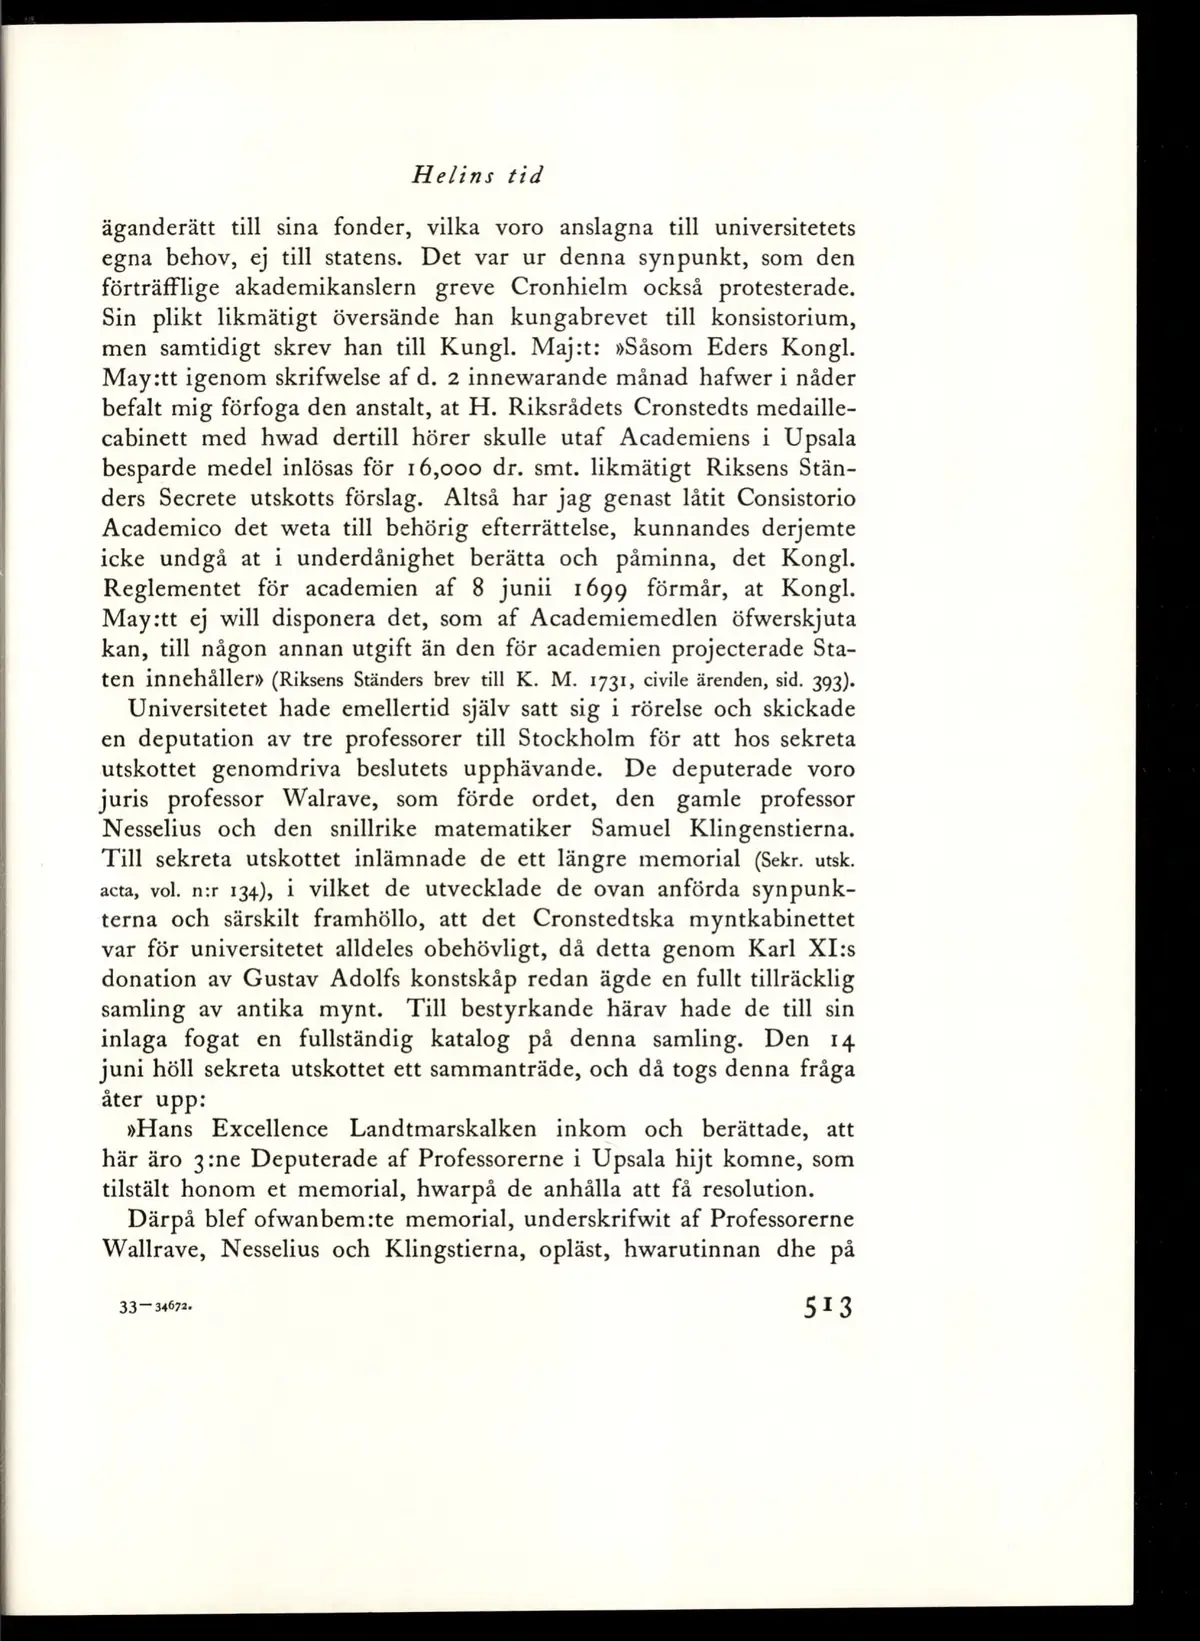 Helins tid
äganderätt till sina fonder, vilka voro anslagna till universitetets
egna behov, ej till statens. Det var ur denna synpunkt, som den
förträfflige akademikanslern greve Cronhielm också protesterade.
Sin plikt likmätigt översände han kungabrevet till konsistorium,
men samtidigt skrev han till Kungl. Maj:t: »Såsom Eders Kongl.
May:tt igenom skrifwelse af d. 2 innewarande månad hafwer i nåder
befalt mig förfoga den anstalt, at H. Riksrådets Cronstedts medaille-
cabinett med hwad dertill hörer skulle utaf Academiens i Upsala
besparde medel inlösas för 16,000 dr. smt. likmätigt Riksens Stän-
ders Secrete utskotts förslag. Altså har jag genast låtit Consistorio
Academico det weta till behörig efterrättelse, kunnandes derjemte
icke undgå at i underdånighet berätta och påminna, det Kongl.
Reglementet för academien af 8 junii 1699 förmår, at Kongl.
May:tt ej will disponera det, som af Academiemedlen öfwerskjuta
kan, till någon annan utgift än den för academien projecterade Sta-
ten innehåller» (Riksens Ständers brev till K. M. 1731, civile ärenden, sid. 393).
Universitetet hade emellertid själv satt sig i rörelse och skickade
en deputation av tre professorer till Stockholm för att hos sekreta
utskottet genomdriva beslutets upphävande. De deputerade voro
juris professor Walrave, som förde ordet, den gamle professor
Nesselius och den snillrike matematiker Samuel Klingenstierna.
Till sekreta utskottet inlämnade de ett längre memorial (Sekr. utsk.
acta, vol. n:r 134), i vilket de utvecklade de ovan anförda synpunk-
terna och särskilt framhöllo, att det Cronstedtska myntkabinettet
var för universitetet alldeles obehövligt, då detta genom Karl XI:s
donation av Gustav Adolfs konstskåp redan ägde en fullt tillräcklig
samling av antika mynt. Till bestyrkande härav hade de till sin
inlaga fogat en fullständig katalog på denna samling. Den 14
juni höll sekreta utskottet ett sammanträde, och då togs denna fråga
åter upp:
»Hans Excellence Landtmarskalken inkom och berättade, att
här äro 3:ne Deputerade af Professorerne i Upsala hijt komne, som
tilstält honom et memorial, hwarpå de anhålla att få resolution.
Därpå blef ofwanbem:te memorial, underskrifwit af Professorerne
Wallrave, Nesselius och Klingstierna, opläst, hwarutinnan dhe på
33—34672.
513